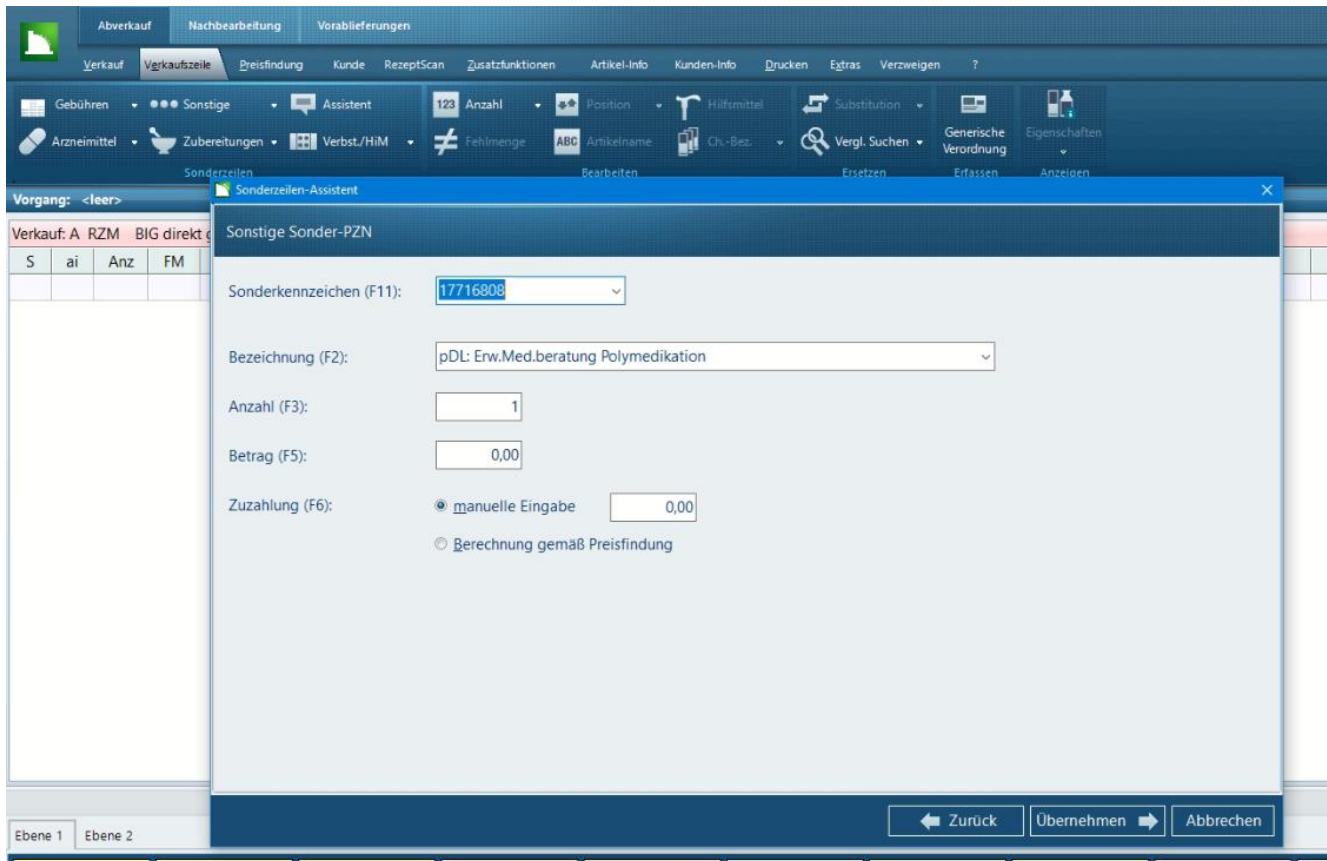 Abverkauf Nachbearbeitung Vorablieferungen
Verkauf Verkaufszeile Preisfindung Kunde RezeptScan Zusatzfunktionen Artikel-Info Kunden-Info Drucken Extras Verzweigen ?
Gebühren Sonstige Assistent 123 Anzahl Position Hilfsmittel Substitution
Arzneimittel Zubereitungen Verbst./HiM Fehlmenge ABC Artikelname Ch.-Bez. Vergl. Suchen Generische Verordnung Eigenschaften
Sonderzeilen Bearbeiten Ersetzen Erfassen Anzeigen
Vorgang: <leer>
Sonderzeilen-Assistent
Verkauf: A RZM BIG direkt
Sonstige Sonder-PZN
S ai Anz FM
Sonderkennzeichen (F11): 17716808
Bezeichnung (F2): pDL: Erw.Med.beratung Polymedikation
Anzahl (F3): 1
Betrag (F5): 0,00
Zuzahlung (F6): manuelle Eingabe 0,00
Berechnung gemäß Preisfindung
Zurück Übernehmen Abbrechen
Ebene 1 Ebene 2